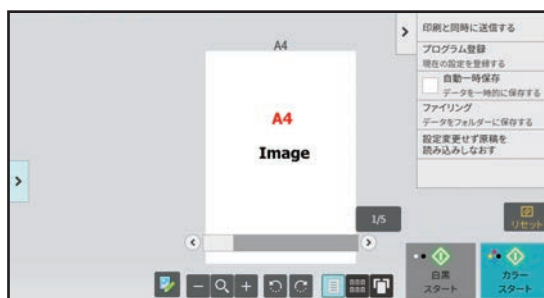 A4
A4
Image
1/5
印刷と同時に送信する
プログラム登録
現在の設定を登録する
自動一時保存
データを一時的に保存する
ファイリング
データをフォルダーに保存する
設定変更せず原稿を
読み込みしなおす
リセット
白黒
スタート
カラー
スタート